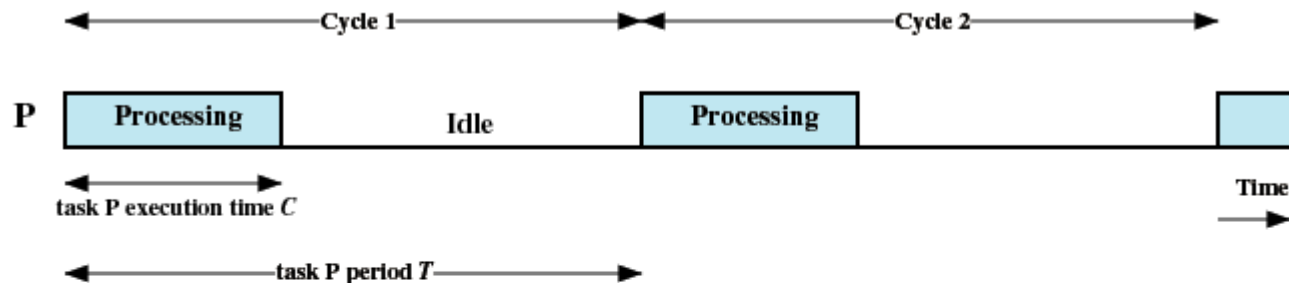 Cycle 1
Cycle 2
P
Processing
Idle
Processing
Time
task P execution time C
task P period T